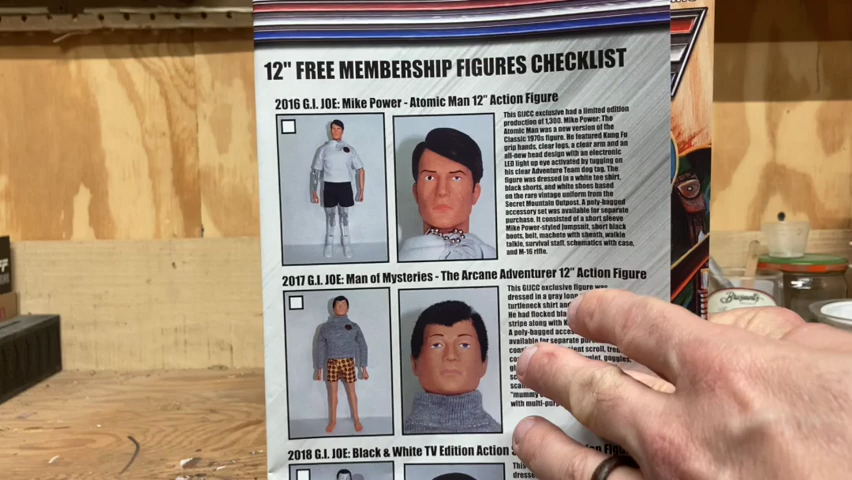 12" FREE MEMBERSHIP FIGURES CHECKLIST
2016 G.I. JOE: Mike Power - Atomic Man 12" Action Figure
This GIJCC exclusive had a limited edition
production of 1,300. Mike Power: The
Atomic Man was a new version of the
Classic 1970s figure. He featured Kung Fu
grip hands, clear legs, a clear arm and an
all-new head design with an electronic
LED light up eye activated by tugging on
his clear Adventure Team dog tag. The
figure was dressed in a white tee shirt,
black shorts, and white shoes based
on the rare vintage uniform from the
Secret Mountain Outpost. A poly-bagged
accessory set was available for separate
purchase. It consisted of a short sleeve
Mike Power-styled jumpsuit, short black
boots, belt, machete with sheath, walkie
talkie, survival staff, schematics with case,
and M-16 rifle.
2017 G.I. JOE: Man of Mysteries - The Arcane Adventurer 12" Action Figure
This GIJCC exclusive figure was
dressed in a gray
turtleneck shirt and
He had flocked
stripe along with
A poly-bagged
available for separate
scroll,
goggles,
"mummy
with
2018 G.I. JOE: Black & White TV Edition Action
This